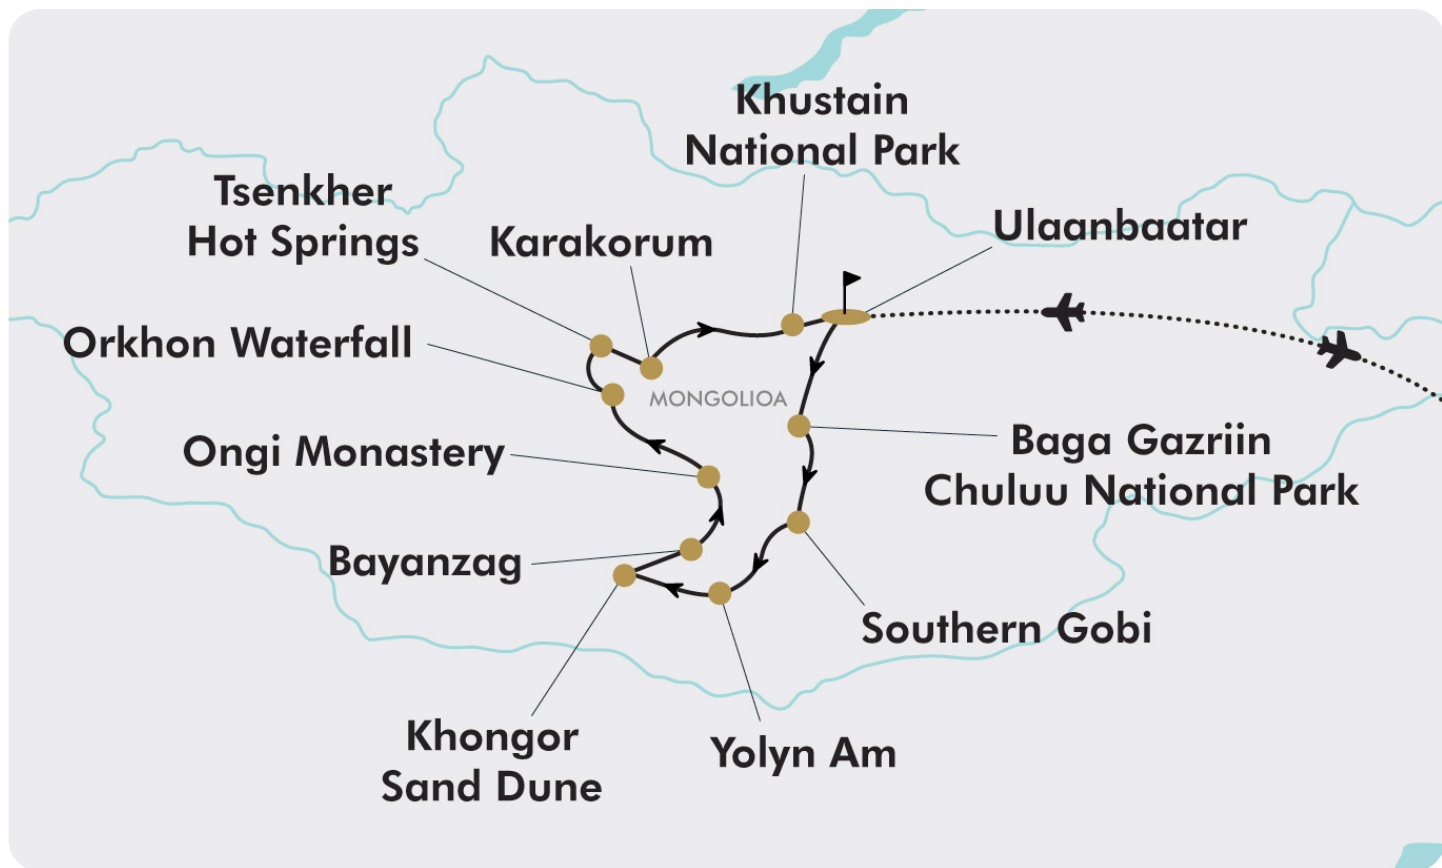 Khustain
National Park
Tsenkher
Hot Springs
Karakorum
Ulaanbaatar
Orkhon Waterfall
MONGOLIOA
Ongi Monastery
Baga Gazriin
Chuluu National Park
Bayanzag
Southern Gobi
Khongor
Sand Dune
Yolyn Am